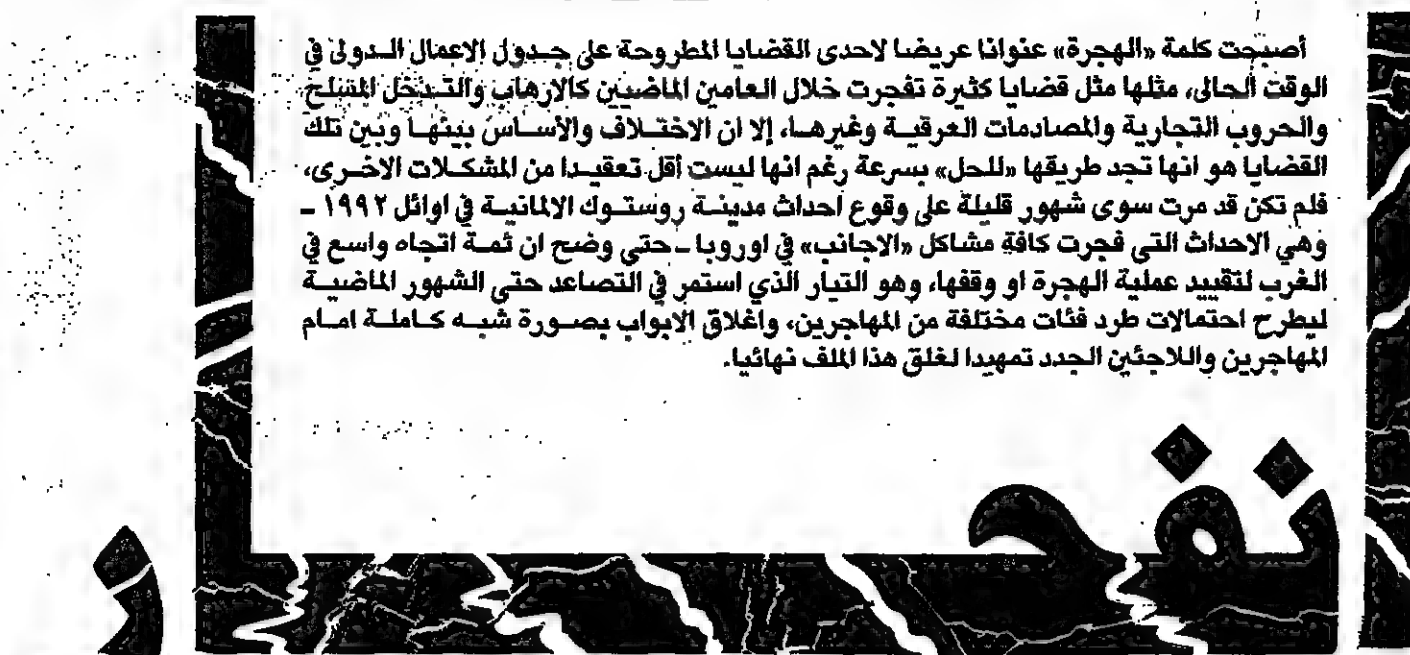 أصبحت كلمة «الهجرة» عنوانا عريضا لاحدى القضايا المطروحة على جدول الاعمال الدولى في
الوقت الحالى، مثلها مثل قضايا كثيرة تفجرت خلال العامين الماضيين كالارهاب والتدخل المسلح
والحروب التجارية والمصادمات العرقية وغيرها، إلا ان الاختلاف والأساس بينها وبين تلك
القضايا هو انها تجد طريقها «للحل» بسرعة رغم انها ليست أقل تعقيدا من المشكلات الاخرى،
فلم تكن قد مرت سوى شهور قليلة على وقوع احداث مدينة روستوك الالمانية في اوائل ١٩٩٢ ـ
وهي الاحداث التى فجرت كافة مشاكل «الاجانب» في اوروبا ـ حتى وضح ان ثمة اتجاه واسع في
الغرب لتقييد عملية الهجرة او وقفها، وهو التيار الذي استمر في التصاعد حتى الشهور الماضية
ليطرح احتمالات طرد فئات مختلفة من المهاجرين، واغلاق الابواب بصورة شبه كاملة امام
المهاجرين واللاجئين الجدد تمهيدا لغلق هذا الملف نهائيا.